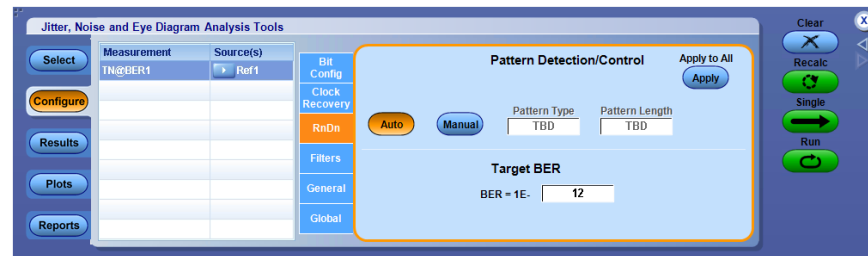 Jitter, Noise and Eye Diagram Analysis Tools
Clear
Select
Measurement Source(s)
TN@BER1 Ref1
Bit
Config
Pattern Detection/Control
Apply to All
Apply
Recalc
Configure
Clock
Recovery
Single
RnDn
Auto
Manual
Pattern Type
TBD
Pattern Length
TBD
Results
Run
Filters
Target BER
Plots
General
BER = 1E- 12
Reports
Global